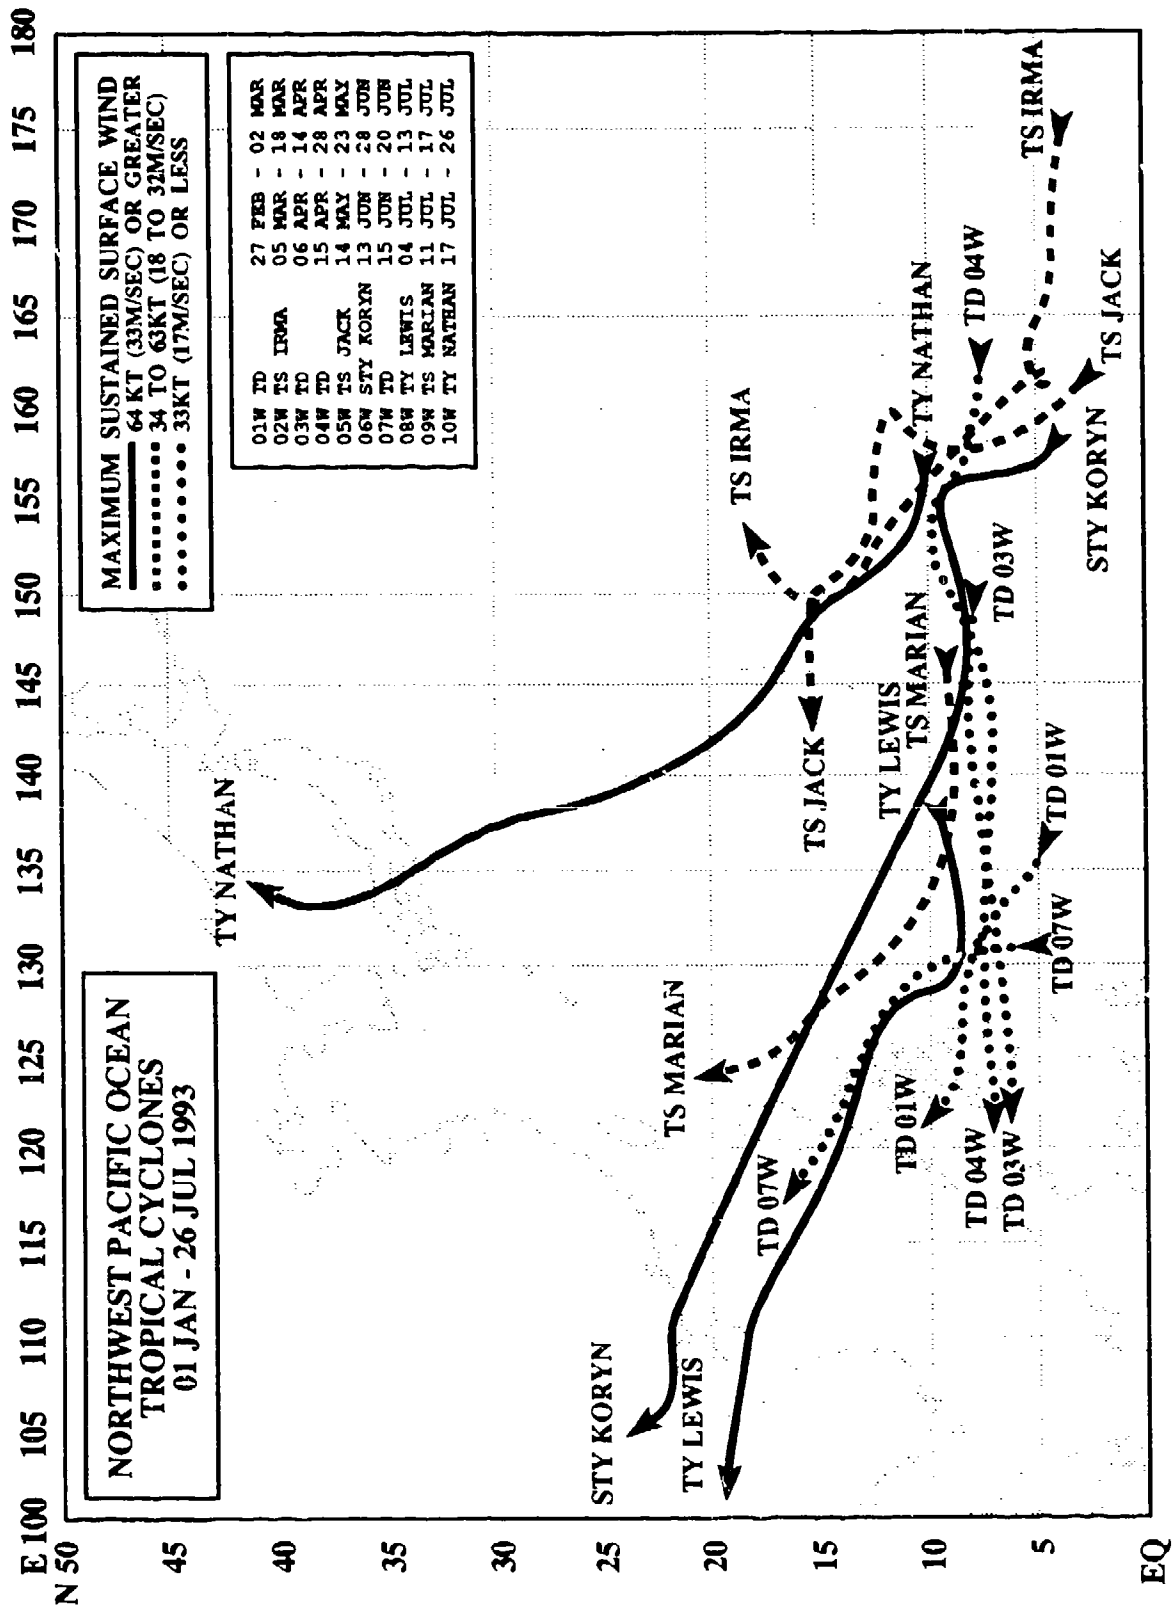 NORTHWEST PACIFIC OCEAN
TROPICAL CYCLONES
01 JAN - 26 JUL 1993
MAXIMUM SUSTAINED SURFACE WIND
64 KT (33M/SEC) OR GREATER
34 TO 63KT (18 TO 32M/SEC)
33KT (17M/SEC) OR LESS
01W TD 27 FEB - 02 MAR
02W TS IRMA 05 MAR - 18 MAR
03W TD 06 APR - 14 APR
04W TD 15 APR - 28 APR
05W TS JACK 14 MAY - 23 MAY
06W STY KORYN 13 JUN - 28 JUN
07W TD 15 JUN - 20 JUN
08W TY LEWIS 04 JUL - 13 JUL
09W TS MARIAN 11 JUL - 17 JUL
10W TY NATHAN 17 JUL - 26 JUL
E 100 105 110 115 120 125 130 135 140 145 150 155 160 165 170 175 180
N 50
45
40
35
30
25
20
15
10
5
EQ
TY NATHAN
STY KORYN
TY LEWIS
TS MARIAN
TD 07W
TS IRMA
TS JACK
TD 01W
TD 04W
TD 03W
TY LEWIS
TS MARIAN
TY NATHAN
TD 04W
TD 03W
TD 01W
TD 07W
TS IRMA
TS JACK
STY KORYN